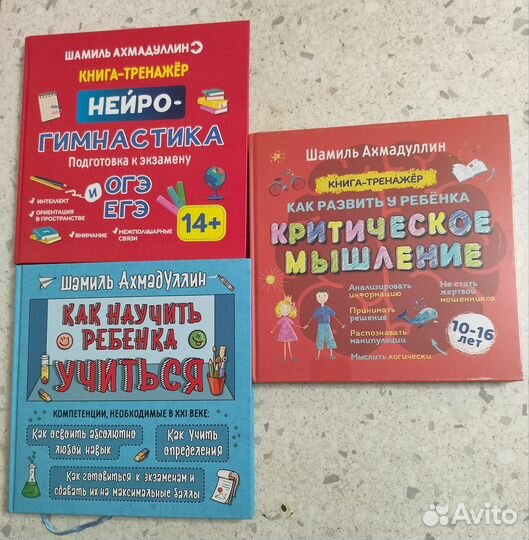 ШАМИЛЬ АХМАДУЛЛИН
КНИГА-ТРЕНАЖЁР
НЕЙРО-
ГИМНАСТИКА
Подготовка к экзамену
и ОГЭ
ЕГЭ
ИНТЕЛЛЕКТ
ОРИЕНТАЦИЯ
В ПРОСТРАНСТВЕ
ВНИМАНИЕ
МЕЖПОЛУШАРНЫЕ
СВЯЗИ
14+
Шамиль Ахмадуллин
КНИГА-ТРЕНАЖЁР
КАК РАЗВИТЬ У РЕБЁНКА
КРИТИЧЕСКОЕ
МЫШЛЕНИЕ
Анализировать
информацию
Принимать
решения
Распознавать
манипуляции
Мыслить логически
Не стать
жертвой
мошенников
10-16
лет
Шамиль Ахмадуллин
КАК НАУЧИТЬ
РЕБЕНКА
УЧИТЬСЯ
КОМПЕТЕНЦИИ, НЕОБХОДИМЫЕ В XXI ВЕКЕ:
Как освоить абсолютно
любой навык
Как учить
определения
Как готовиться к экзаменам и
сдавать их на максимальные баллы
Avito